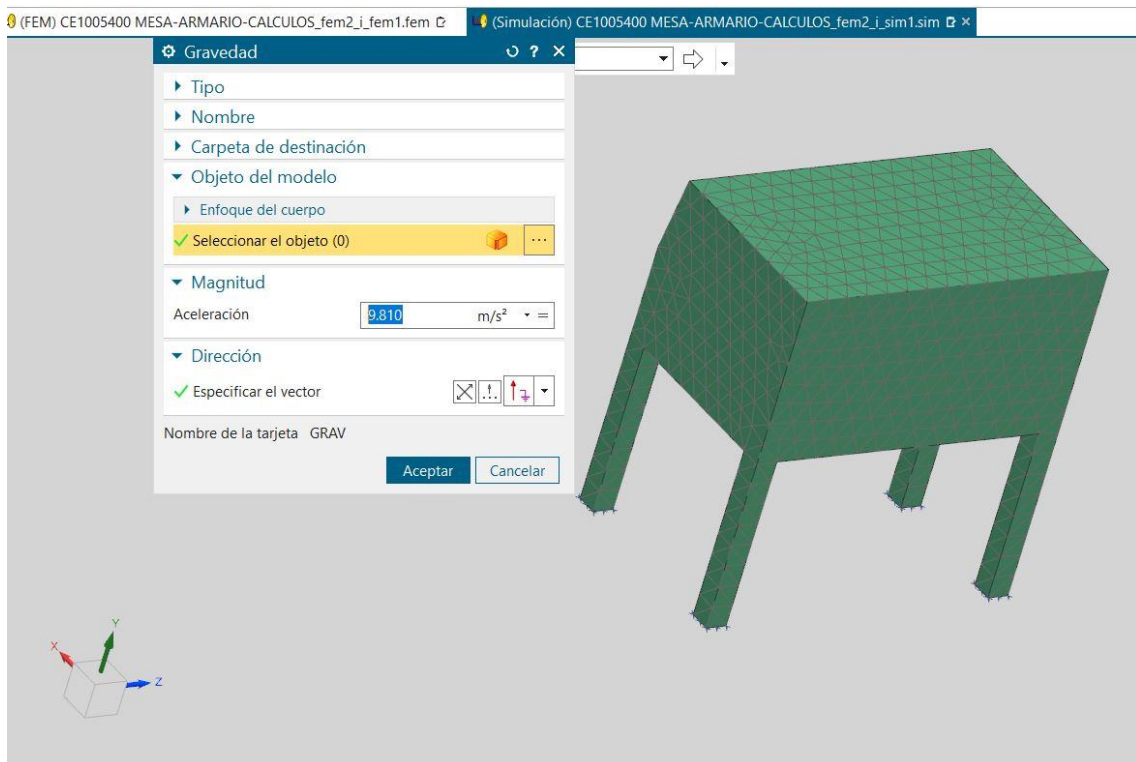 (FEM) CE1005400 MESA-ARMARIO-CALCULOS_fem2_i_fem1.fem
(Simulación) CE1005400 MESA-ARMARIO-CALCULOS_fem2_i_sim1.sim
Gravedad
Tipo
Nombre
Carpeta de destinación
Objeto del modelo
Enfoque del cuerpo
Seleccionar el objeto (0)
Magnitud
Aceleración 9.810 m/s²
Dirección
Especificar el vector
Nombre de la tarjeta GRAV
Aceptar Cancelar
Y
X
Z